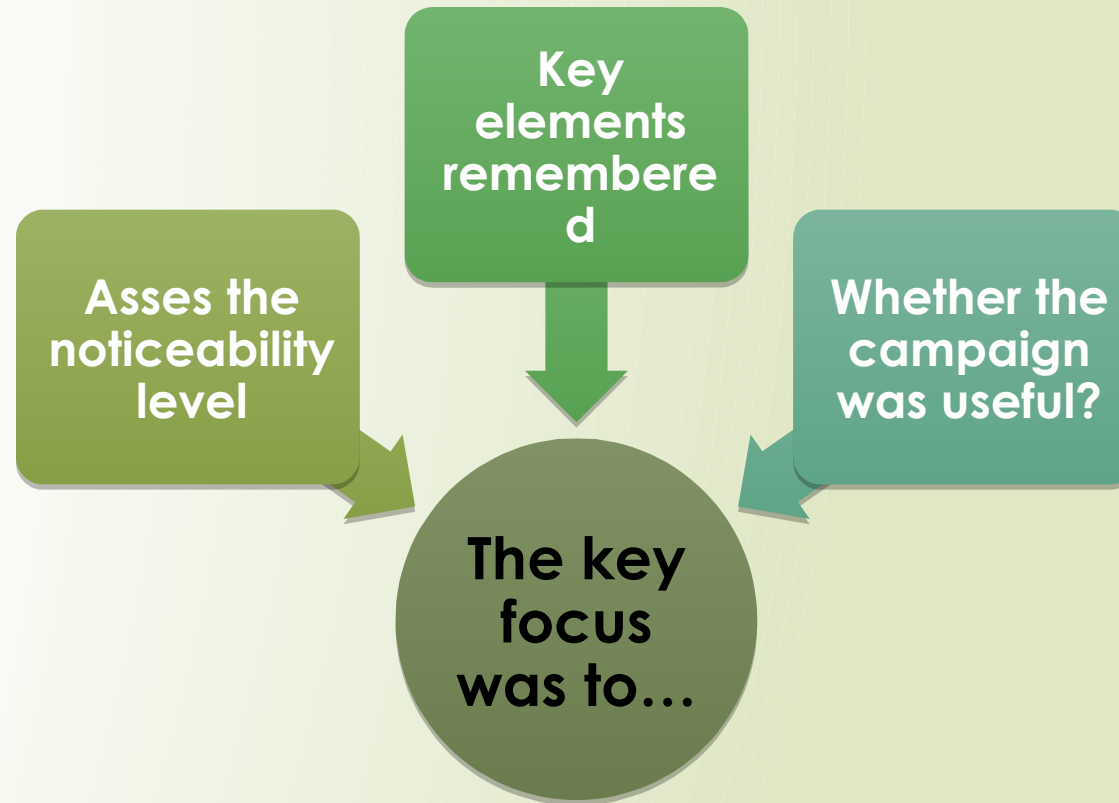 Key
elements
remembere
d
Asses the
noticeability
level
Whether the
campaign
was useful?
The key
focus
was to…